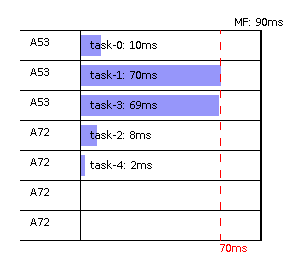 MF: 90ms
A53 task-0: 10ms
A53 task-1: 70ms
A53 task-3: 69ms
A72 task-2: 8ms
A72 task-4: 2ms
A72
A72
70ms